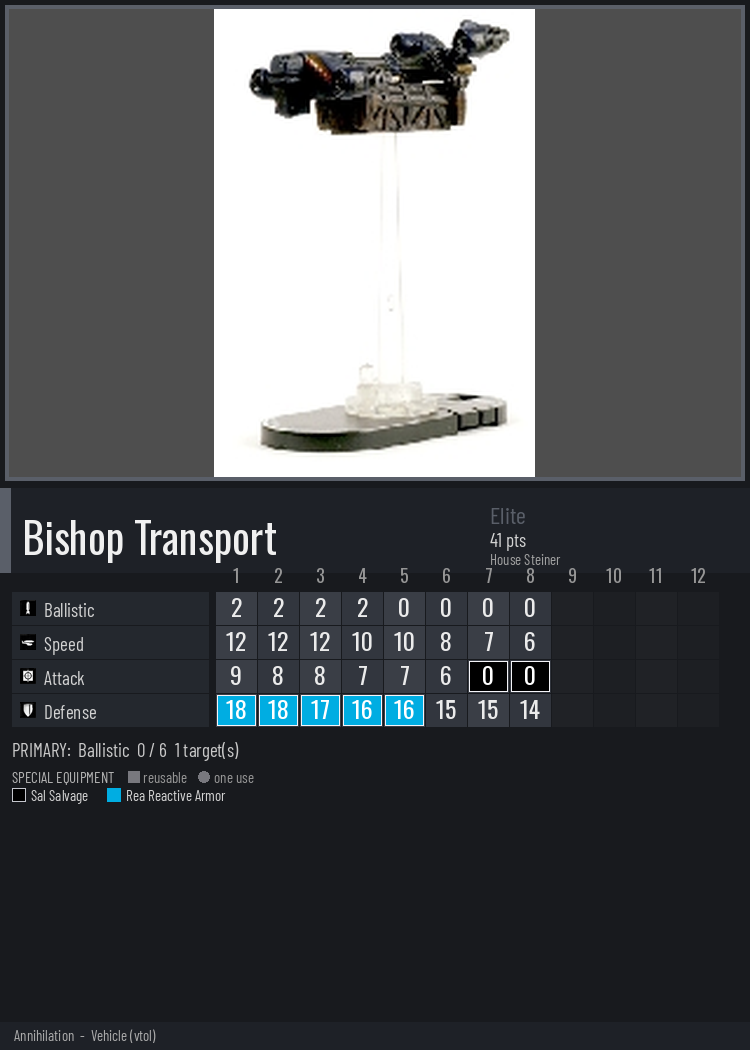 Bishop Transport
Elite
41 pts
House Steiner
1 2 3 4 5 6 7 8 9 10 11 12
Ballistic 2 2 2 2 0 0 0 0
Speed 12 12 12 10 10 8 7 6
Attack 9 8 8 7 7 6 0 0
Defense 18 18 17 16 16 15 15 14
PRIMARY: Ballistic 0 / 6 1 target(s)
SPECIAL EQUIPMENT reusable one use
Sal Salvage Rea Reactive Armor
Annihilation - Vehicle (vtol)